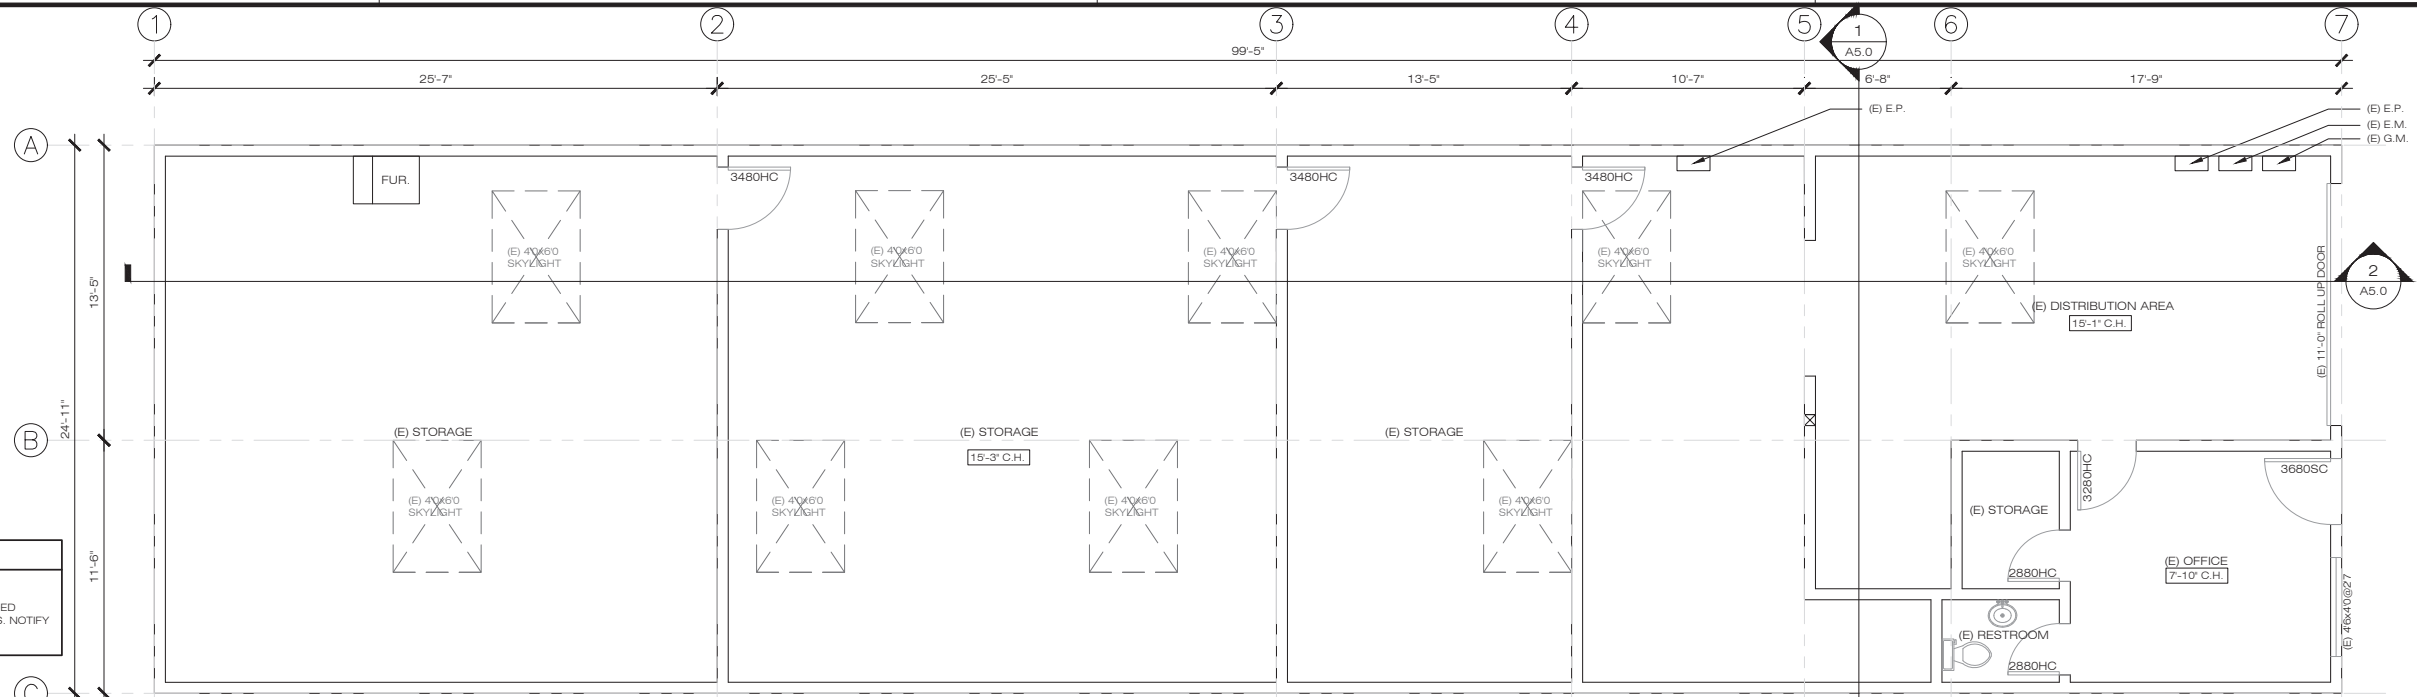 1
2
3
4
5
6
7
1
A5.0
99'-5"
25'-7"
25'-5"
13'-5"
10'-7"
6'-8"
17'-9"
(E) E.P.
(E) E.P.
(E) E.M.
(E) G.M.
A
FUR.
3480HC
3480HC
3480HC
(E) 4'0x6'0
SKYLIGHT
(E) 4'0x6'0
SKYLIGHT
(E) 4'0x6'0
SKYLIGHT
(E) 4'0x6'0
SKYLIGHT
(E) 4'0x6'0
SKYLIGHT
2
A5.0
13'-5"
(E) DISTRIBUTION AREA
15'-1" C.H.
(E) 11'-0" ROLL UP DOOR
24'-11"
B
(E) STORAGE
(E) STORAGE
15'-3" C.H.
(E) STORAGE
3280HC
3680SC
(E) 4'0x6'0
SKYLIGHT
(E) 4'0x6'0
SKYLIGHT
(E) 4'0x6'0
SKYLIGHT
(E) 4'0x6'0
SKYLIGHT
(E) STORAGE
11'-6"
2880HC
(E) OFFICE
7'-10" C.H.
(E) 4'6x4'0@27
ED
S. NOTIFY
(E) RESTROOM
2880HC
C